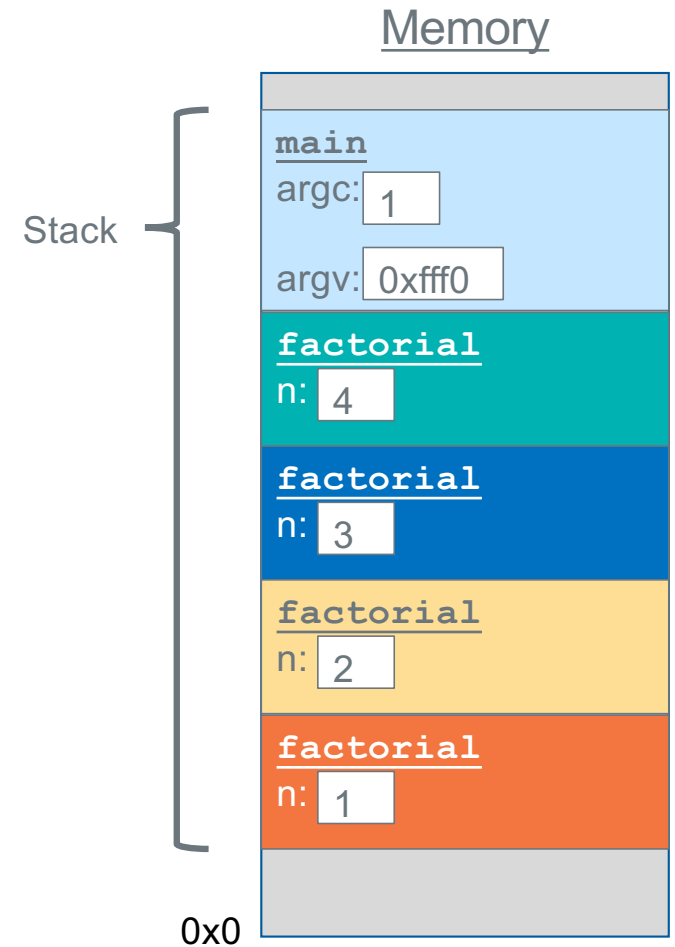 Memory
Stack
main
argc: 1
argv: 0xfff0
factorial
n: 4
factorial
n: 3
factorial
n: 2
factorial
n: 1
0x0